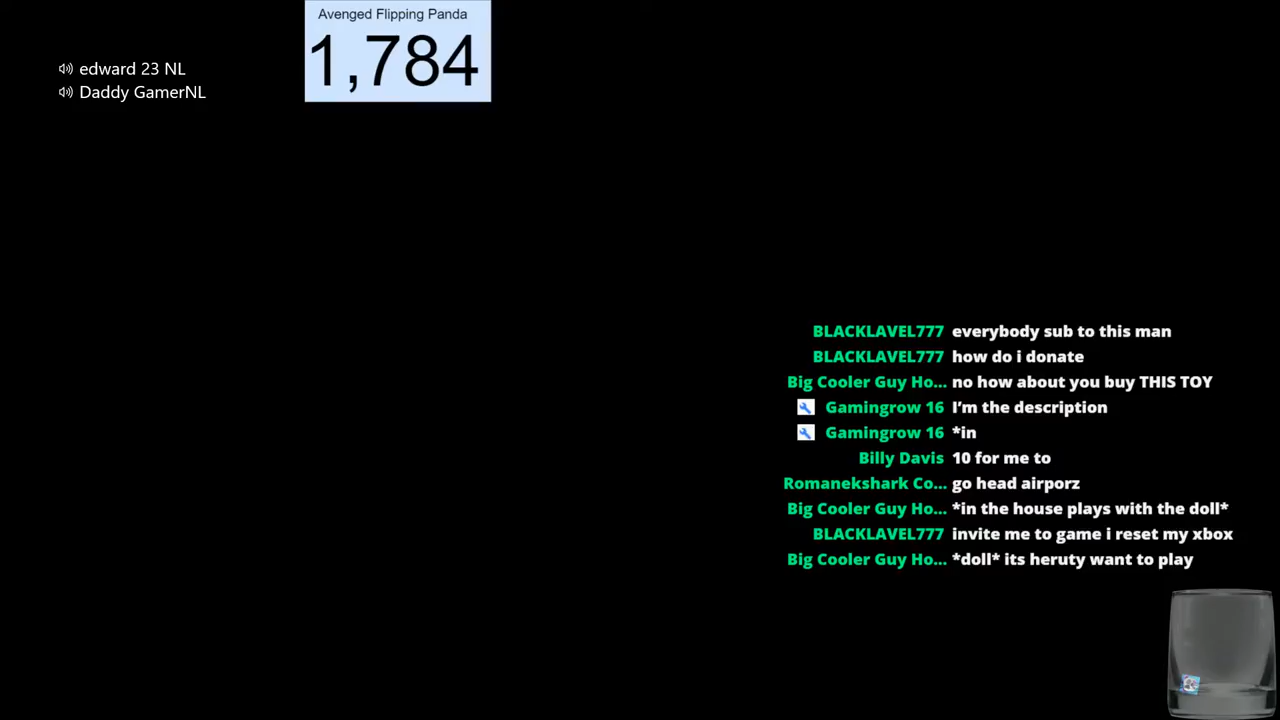 Avenged Flipping Panda
1,784
edward 23 NL
Daddy GamerNL
BLACKLAVEL777 everybody sub to this man
BLACKLAVEL777 how do i donate
Big Cooler Guy Ho... no how about you buy THIS TOY
Gamingrow 16 I’m the description
Gamingrow 16 *in
Billy Davis 10 for me to
Romanekshark Co... go head airporz
Big Cooler Guy Ho... *in the house plays with the doll*
BLACKLAVEL777 invite me to game i reset my xbox
Big Cooler Guy Ho... *doll* its heruty want to play